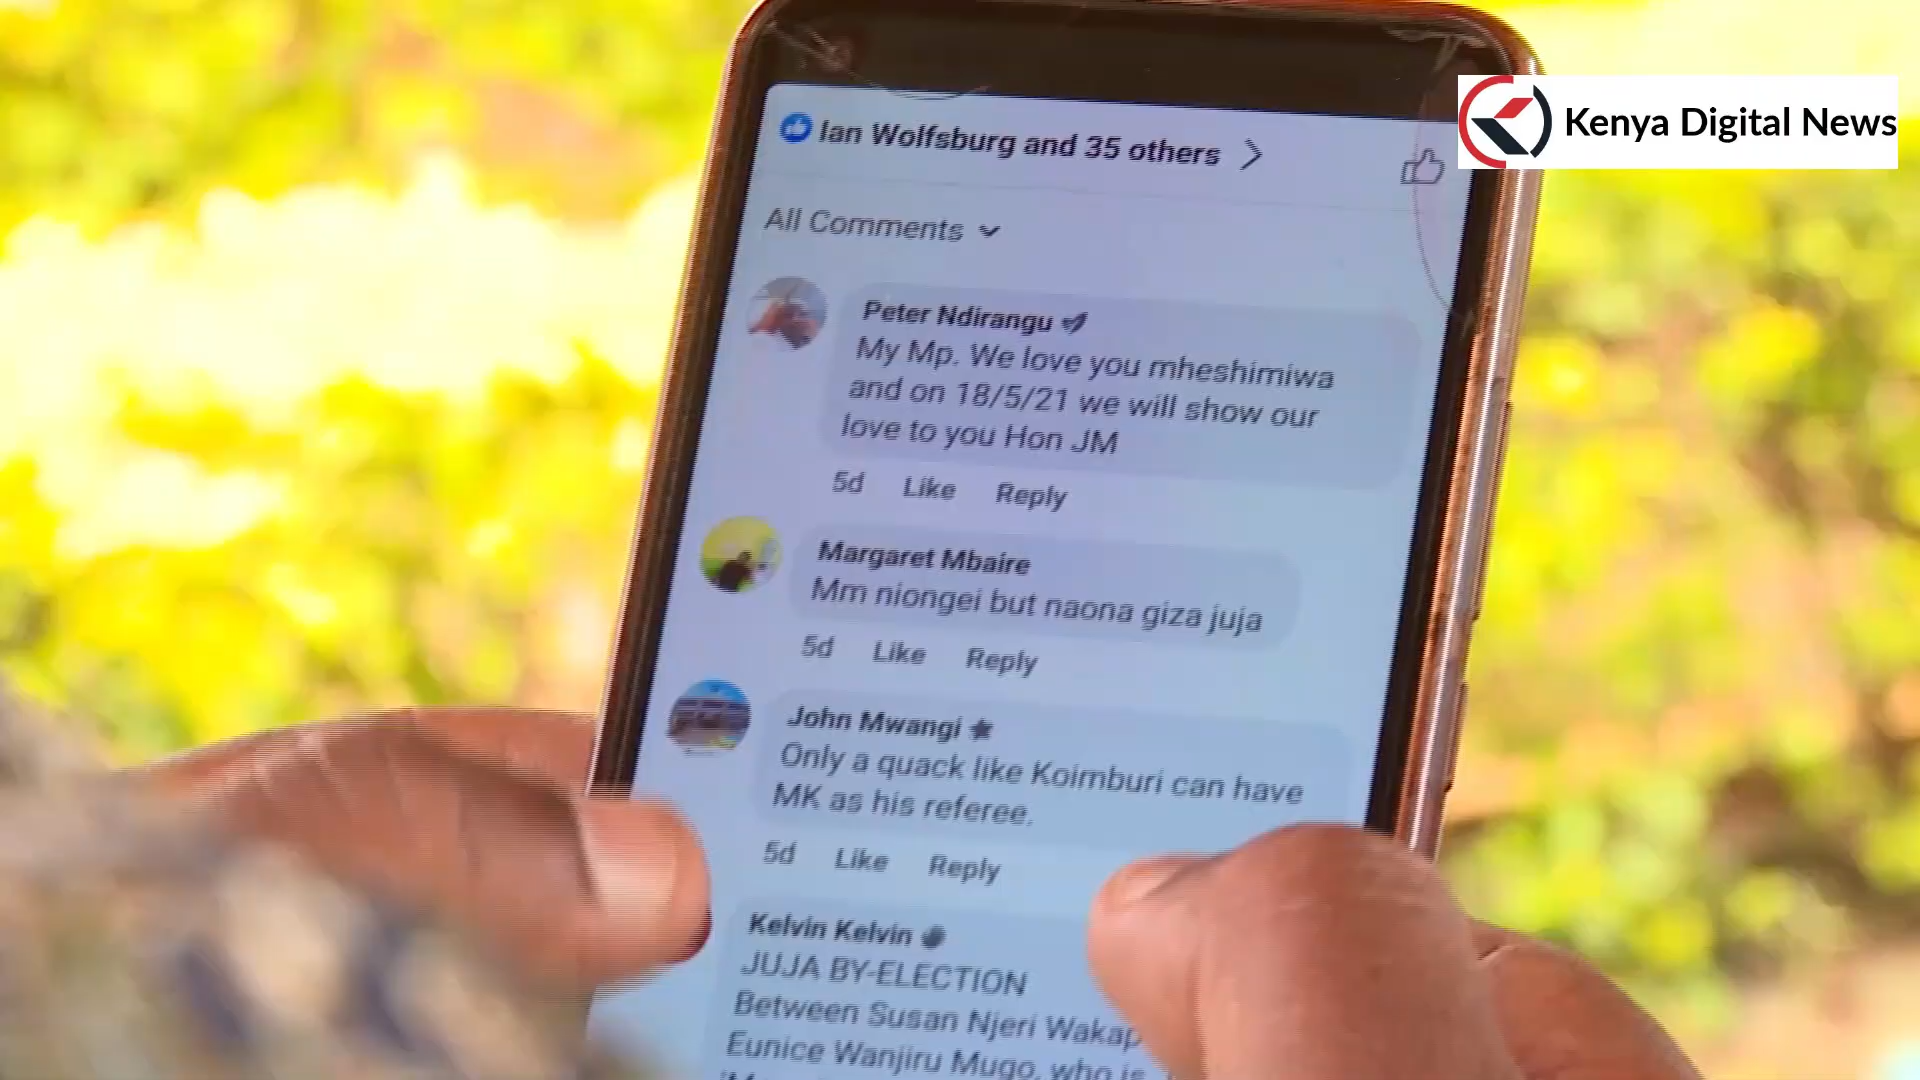 Kenya Digital News
Ian Wolfsburg and 35 others
All Comments
Peter Ndirangu
My Mp. We love you mheshimiwa
and on 18/5/21 we will show our
love to you Hon JM
5d Like Reply
Margaret Mbaire
Mm niongei but naona giza juja
5d Like Reply
John Mwangi
Only a quack like Koimburi can have
MK as his referee.
5d Like Reply
Kelvin Kelvin
JUJA BY-ELECTION
Between Susan Njeri
Eunice Wanjiru Mugo, who is